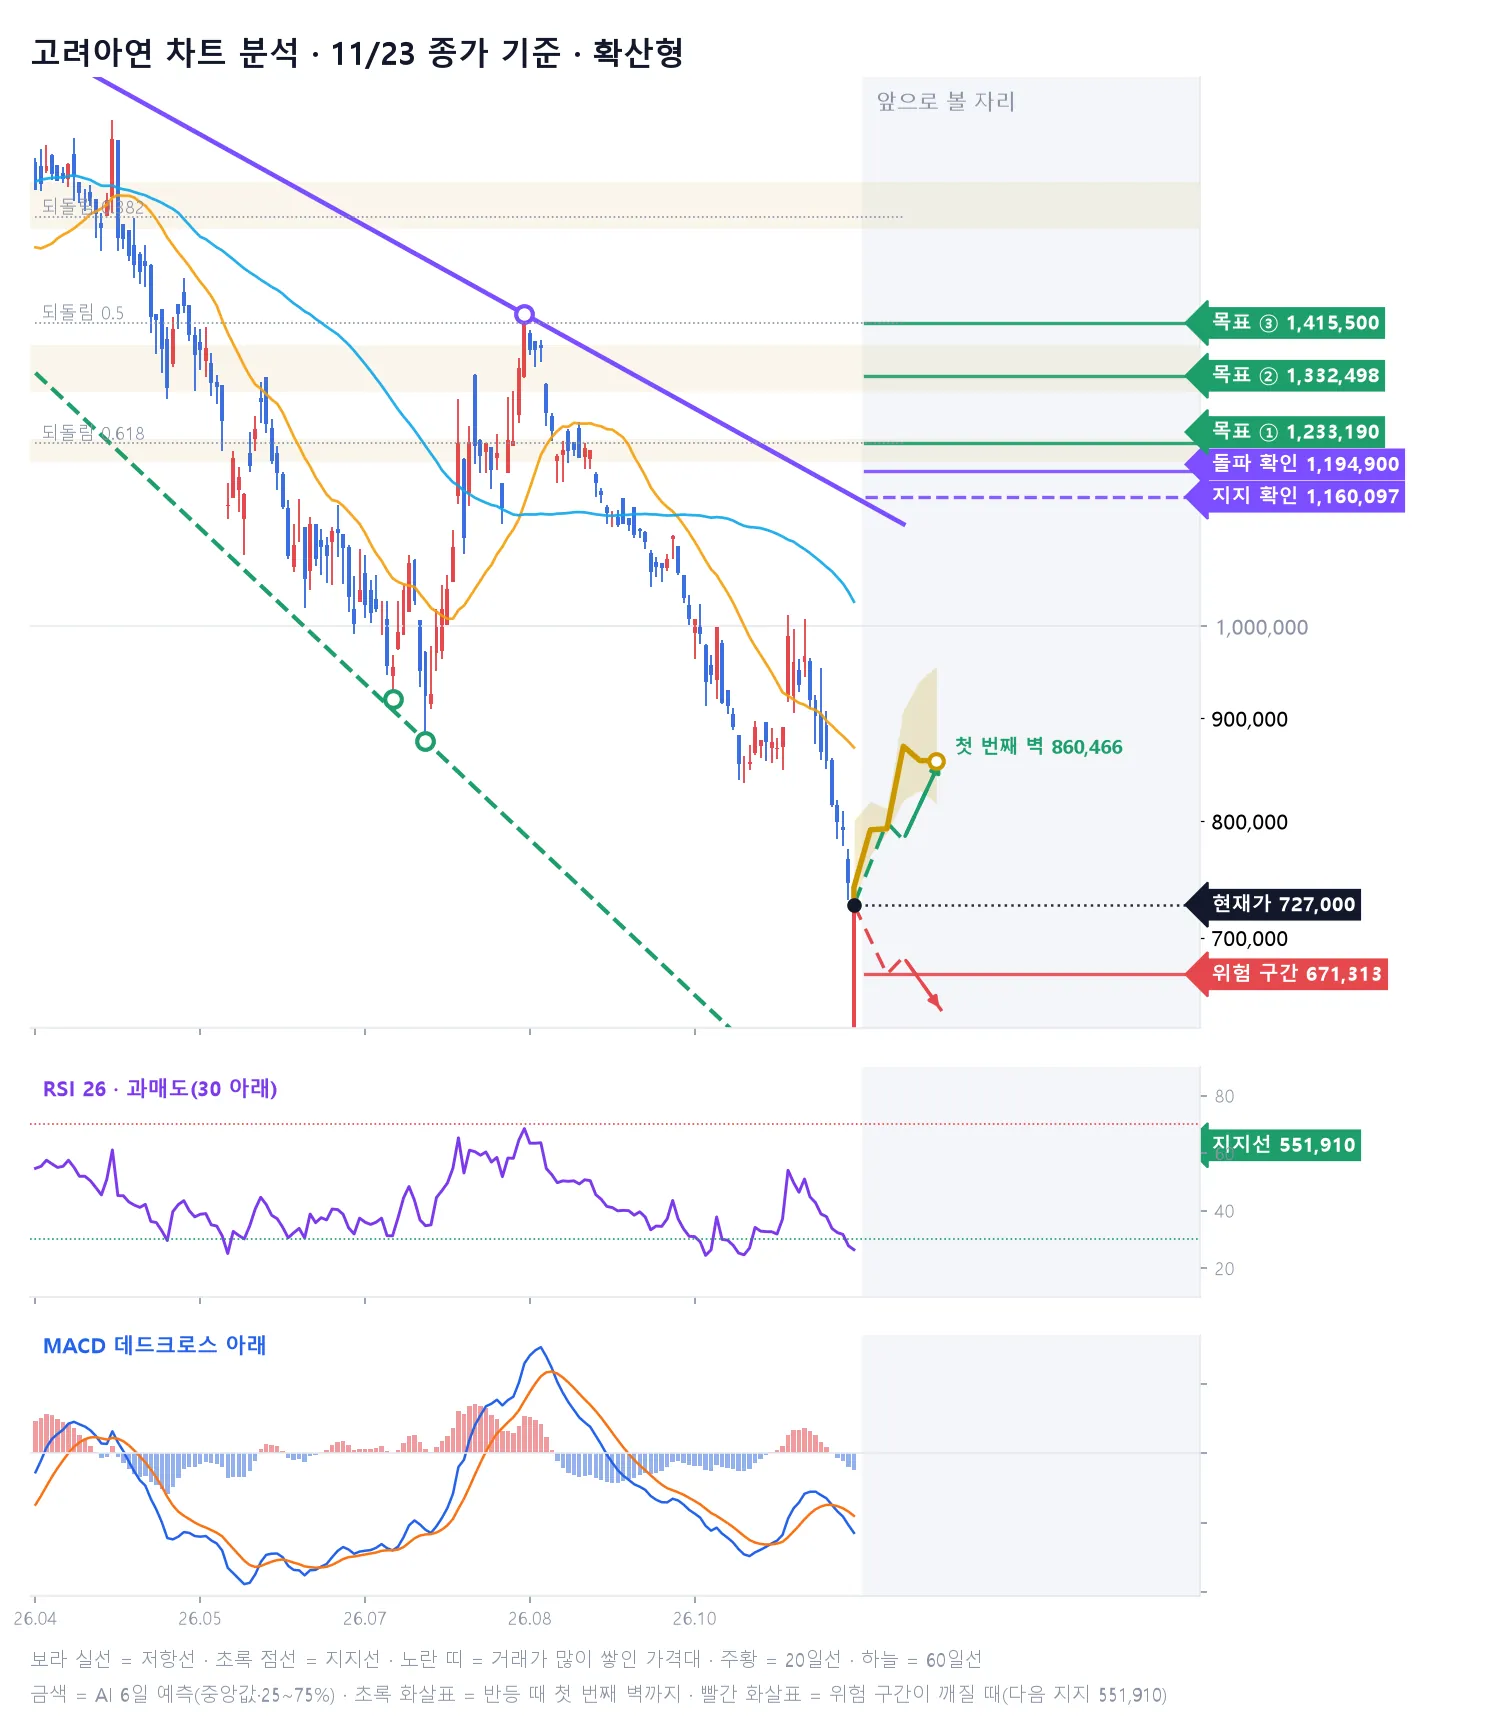 고려아연 차트 분석 · 11/23 종가 기준 · 확산형
앞으로 볼 자리
되돌림 0.382
되돌림 0.5
되돌림 0.618
목표 ③ 1,415,500
목표 ② 1,332,498
목표 ① 1,233,190
돌파 확인 1,194,900
지지 확인 1,160,097
1,000,000
900,000
첫 번째 벽 860,466
800,000
현재가 727,000
700,000
위험 구간 671,313
RSI 26 · 과매도(30 아래)
80
지지선 551,910
60
40
20
MACD 데드크로스 아래
26.04 26.05 26.07 26.08 26.10
보라 실선 = 저항선 · 초록 점선 = 지지선 · 노란 띠 = 거래가 많이 쌓인 가격대 · 주황 = 20일선 · 하늘 = 60일선
금색 = AI 6일 예측(중앙값·25~75%) · 초록 화살표 = 반등 때 첫 번째 벽까지 · 빨간 화살표 = 위험 구간이 깨질 때(다음 지지 551,910)